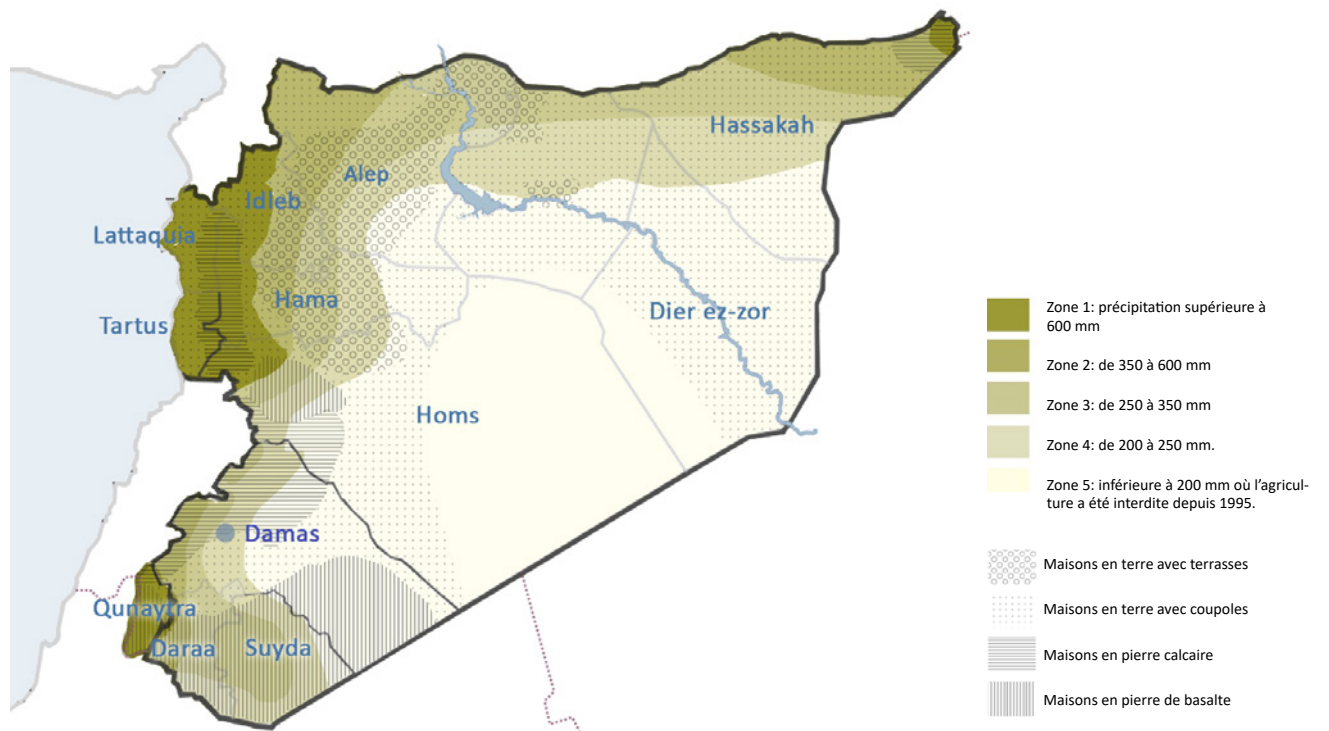 Hassakah
Alep
Idleb
Lattaquia
Hama
Tartus
Dier ez-zor
Homs
Damas
Qunaytra
Daraa
Suyda
Zone 1: précipitation supérieure à
600 mm
Zone 2: de 350 à 600 mm
Zone 3: de 250 à 350 mm
Zone 4: de 200 à 250 mm.
Zone 5: inférieure à 200 mm où l’agricul-
ture a été interdite depuis 1995.
Maisons en terre avec terrasses
Maisons en terre avec coupoles
Maisons en pierre calcaire
Maisons en pierre de basalte